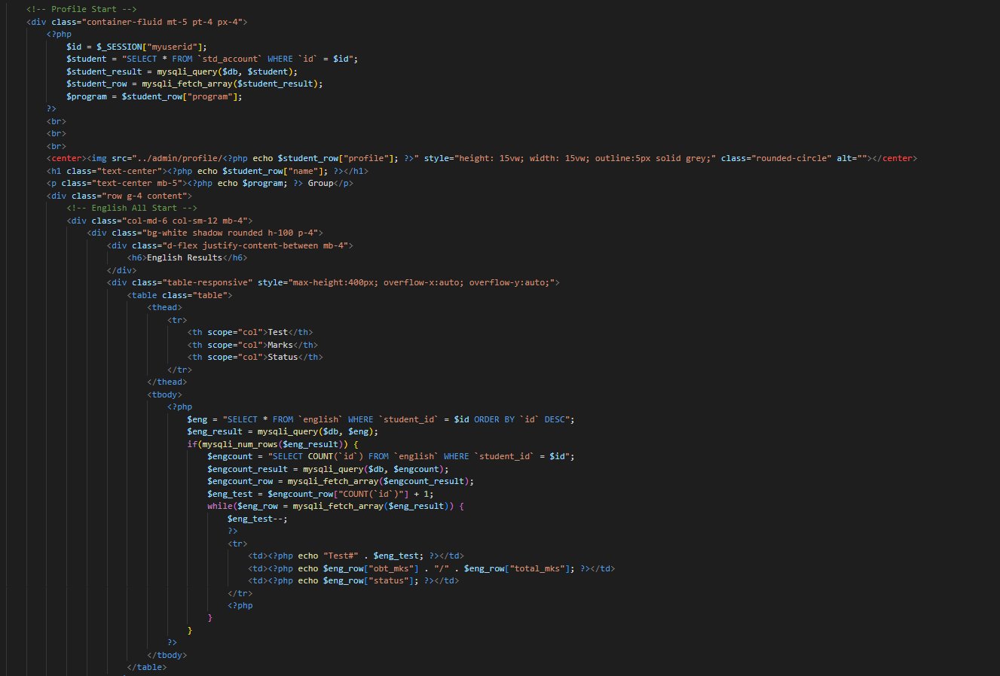 <!-- Profile Start -->
<div class="container-fluid mt-5 pt-4 px-4">
<?php
$id = $_SESSION["myuserid"];
$student = "SELECT * FROM `std_account` WHERE `id` = $id";
$student_result = mysqli_query($db, $student);
$student_row = mysqli_fetch_array($student_result);
$program = $student_row["program"];
?>
<br>
<br>
<br>
<center><img src="../admin/profile/<?php echo $student_row["profile"]; ?>" style="height: 15vw; width: 15vw; outline:5px solid grey;" class="rounded-circle" alt=""></center>
<h1 class="text-center"><?php echo $student_row["name"]; ?></h1>
<p class="text-center mb-5"><?php echo $program; ?> Group</p>
<div class="row g-4 content">
<!-- English All Start -->
<div class="col-md-6 col-sm-12 mb-4">
<div class="bg-white shadow rounded h-100 p-4">
<div class="d-flex justify-content-between mb-4">
<h6>English Results</h6>
</div>
<div class="table-responsive" style="max-height:400px; overflow-x:auto; overflow-y:auto;">
<table class="table">
<thead>
<tr>
<th scope="col">Test</th>
<th scope="col">Marks</th>
<th scope="col">Status</th>
</tr>
</thead>
<tbody>
<?php
$eng = "SELECT * FROM `english` WHERE `student_id` = $id ORDER BY `id` DESC";
$eng_result = mysqli_query($db, $eng);
if(mysqli_num_rows($eng_result)) {
$engcount = "SELECT COUNT(`id`) FROM `english` WHERE `student_id` = $id";
$engcount_result = mysqli_query($db, $engcount);
$engcount_row = mysqli_fetch_array($engcount_result);
$eng_test = $engcount_row["COUNT(`id`)"] + 1;
while($eng_row = mysqli_fetch_array($eng_result)) {
$eng_test--;
?>
<tr>
<td><?php echo "Test#" . $eng_test; ?></td>
<td><?php echo $eng_row["obt_mks"] . "/" . $eng_row["total_mks"]; ?></td>
<td><?php echo $eng_row["status"]; ?></td>
</tr>
<?php
}
}
?>
</tbody>
</table>